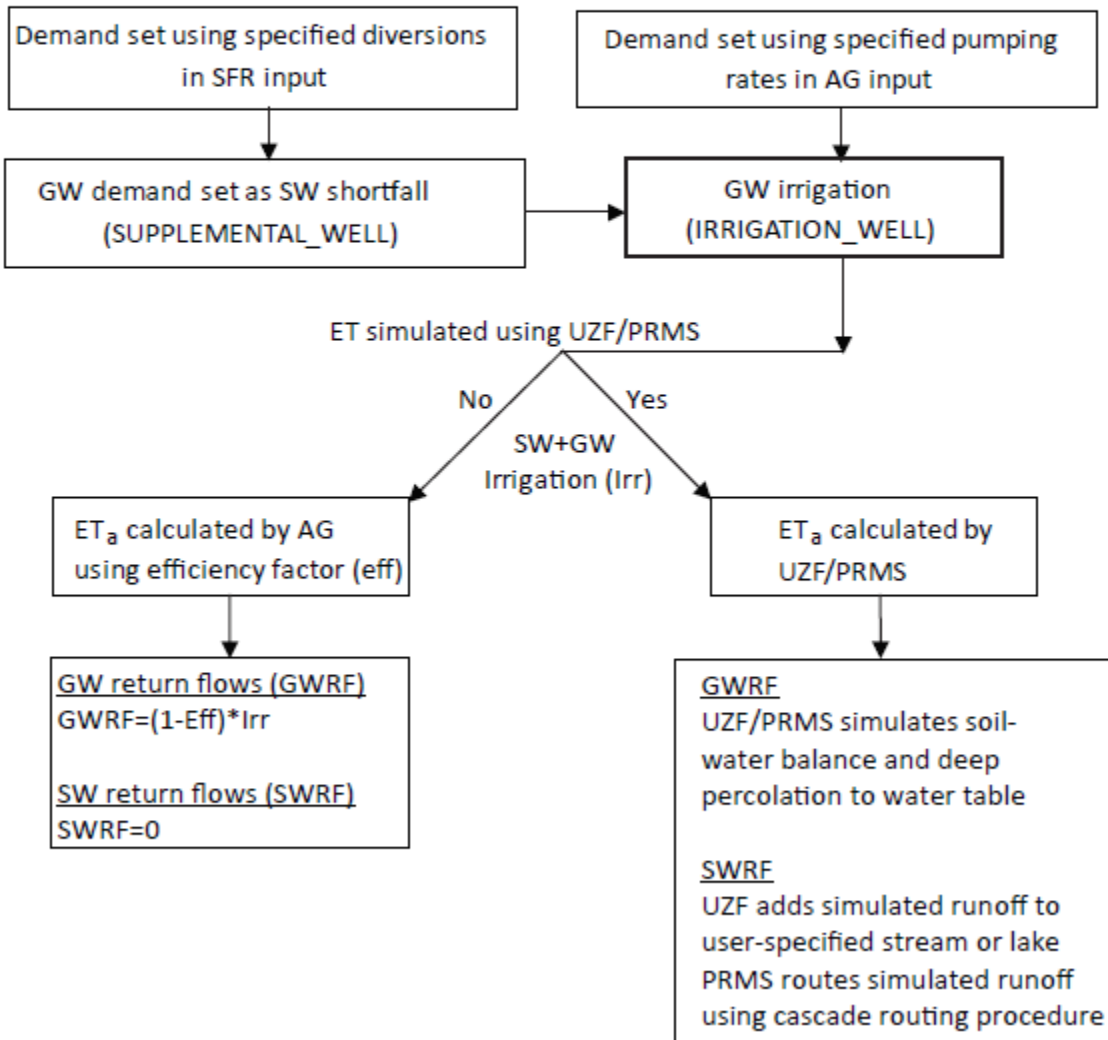 Demand set using specified diversions
in SFR input
Demand set using specified pumping
rates in AG input
GW demand set as SW shortfall
(SUPPLEMENTAL_WELL)
GW irrigation
(IRRIGATION_WELL)
ET simulated using UZF/PRMS
No
Yes
SW+GW
Irrigation (Irr)
ETa calculated by AG
using efficiency factor (eff)
ETa calculated by
UZF/PRMS
GW return flows (GWRF)
GWRF=(1-Eff)*Irr
SW return flows (SWRF)
SWRF=0
GWRF
UZF/PRMS simulates soil-
water balance and deep
percolation to water table
SWRF
UZF adds simulated runoff to
user-specified stream or lake
PRMS routes simulated runoff
using cascade routing procedure